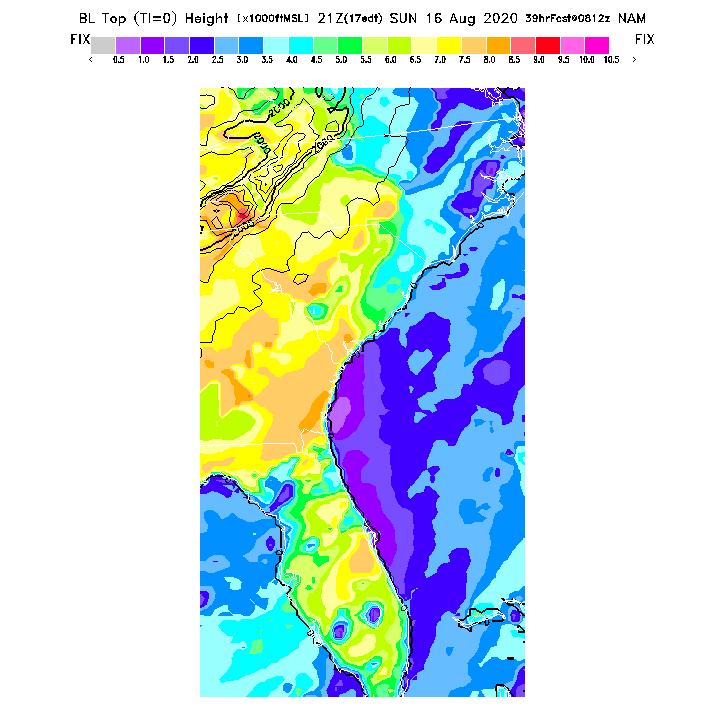 BL Top (TI=0) Height [x1000ftMSL] 21Z(17edt) SUN 16 Aug 2020 39hrFcst@0812z NAM
FIX FIX
< 0.5 1.0 1.5 2.0 2.5 3.0 3.5 4.0 4.5 5.0 5.5 6.0 6.5 7.0 7.5 8.0 8.5 9.0 9.5 10.0 10.5 >
2000
2000
2000